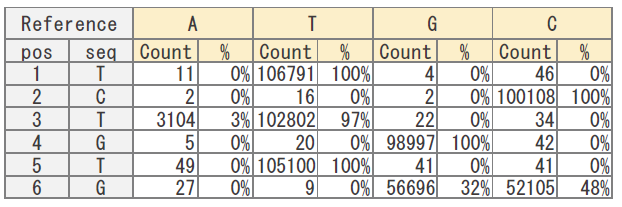 Reference A T G C
pos seq Count % Count % Count % Count %
1 T 11 0% 106791 100% 4 0% 46 0%
2 C 2 0% 16 0% 2 0% 100108 100%
3 T 3104 3% 102802 97% 22 0% 34 0%
4 G 5 0% 20 0% 98997 100% 42 0%
5 T 49 0% 105100 100% 41 0% 41 0%
6 G 27 0% 9 0% 56696 32% 52105 48%